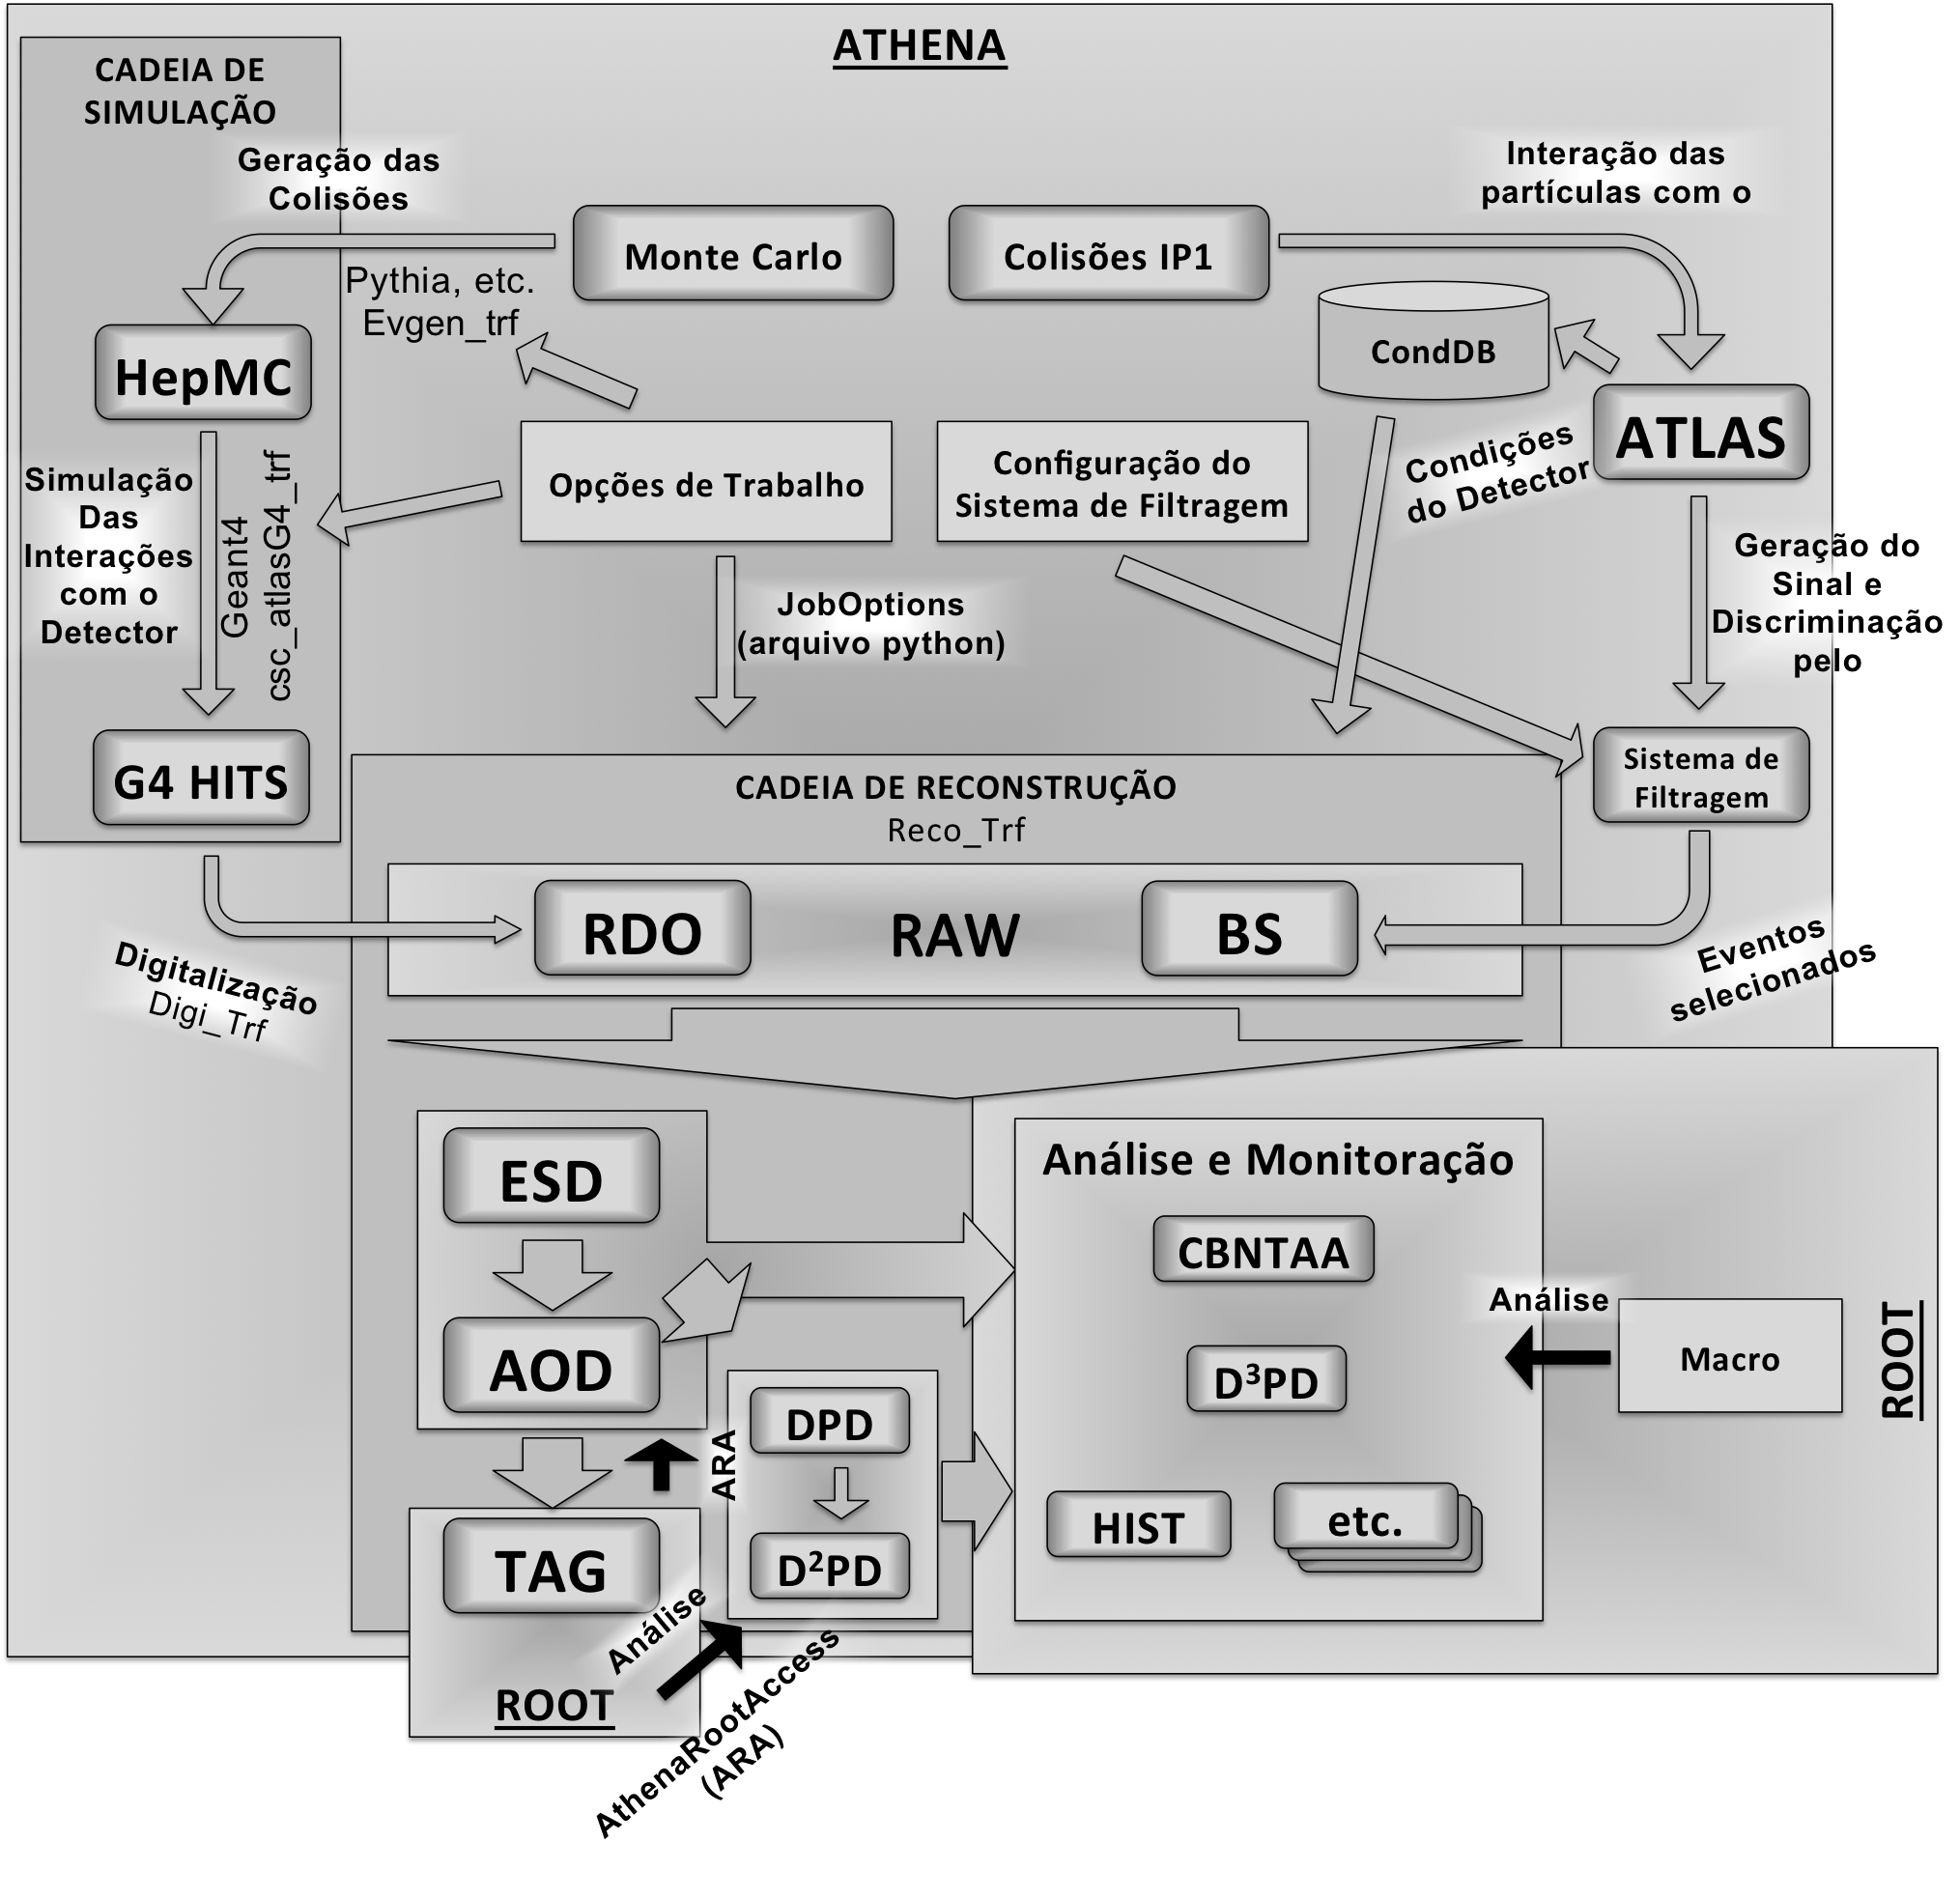 ATHENA
CADEIA DE
SIMULAÇÃO
Geração das
Colisões
Interação das
partículas com o
Monte Carlo
Colisões IP1
Pythia, etc.
Evgen_trf
CondDB
HepMC
ATLAS
Condições
do Detector
Opções de Trabalho
Configuração do
Sistema de Filtragem
Simulação
Das
Interações
com o
Detector
Geant4
csc_atlasG4_trf
JobOptions
(arquivo python)
Geração do
Sinal e
Discriminação
pelo
G4 HITS
Sistema de
Filtragem
CADEIA DE RECONSTRUÇÃO
Reco_Trf
RDO
RAW
BS
Digitalização
Digi_Trf
Eventos
selecionados
ESD
AOD
TAG
ROOT
ARA
DPD
D²PD
Análise
AthenaRootAccess
(ARA)
Análise e Monitoração
CBNTAA
D³PD
HIST
etc.
Análise
Macro
ROOT